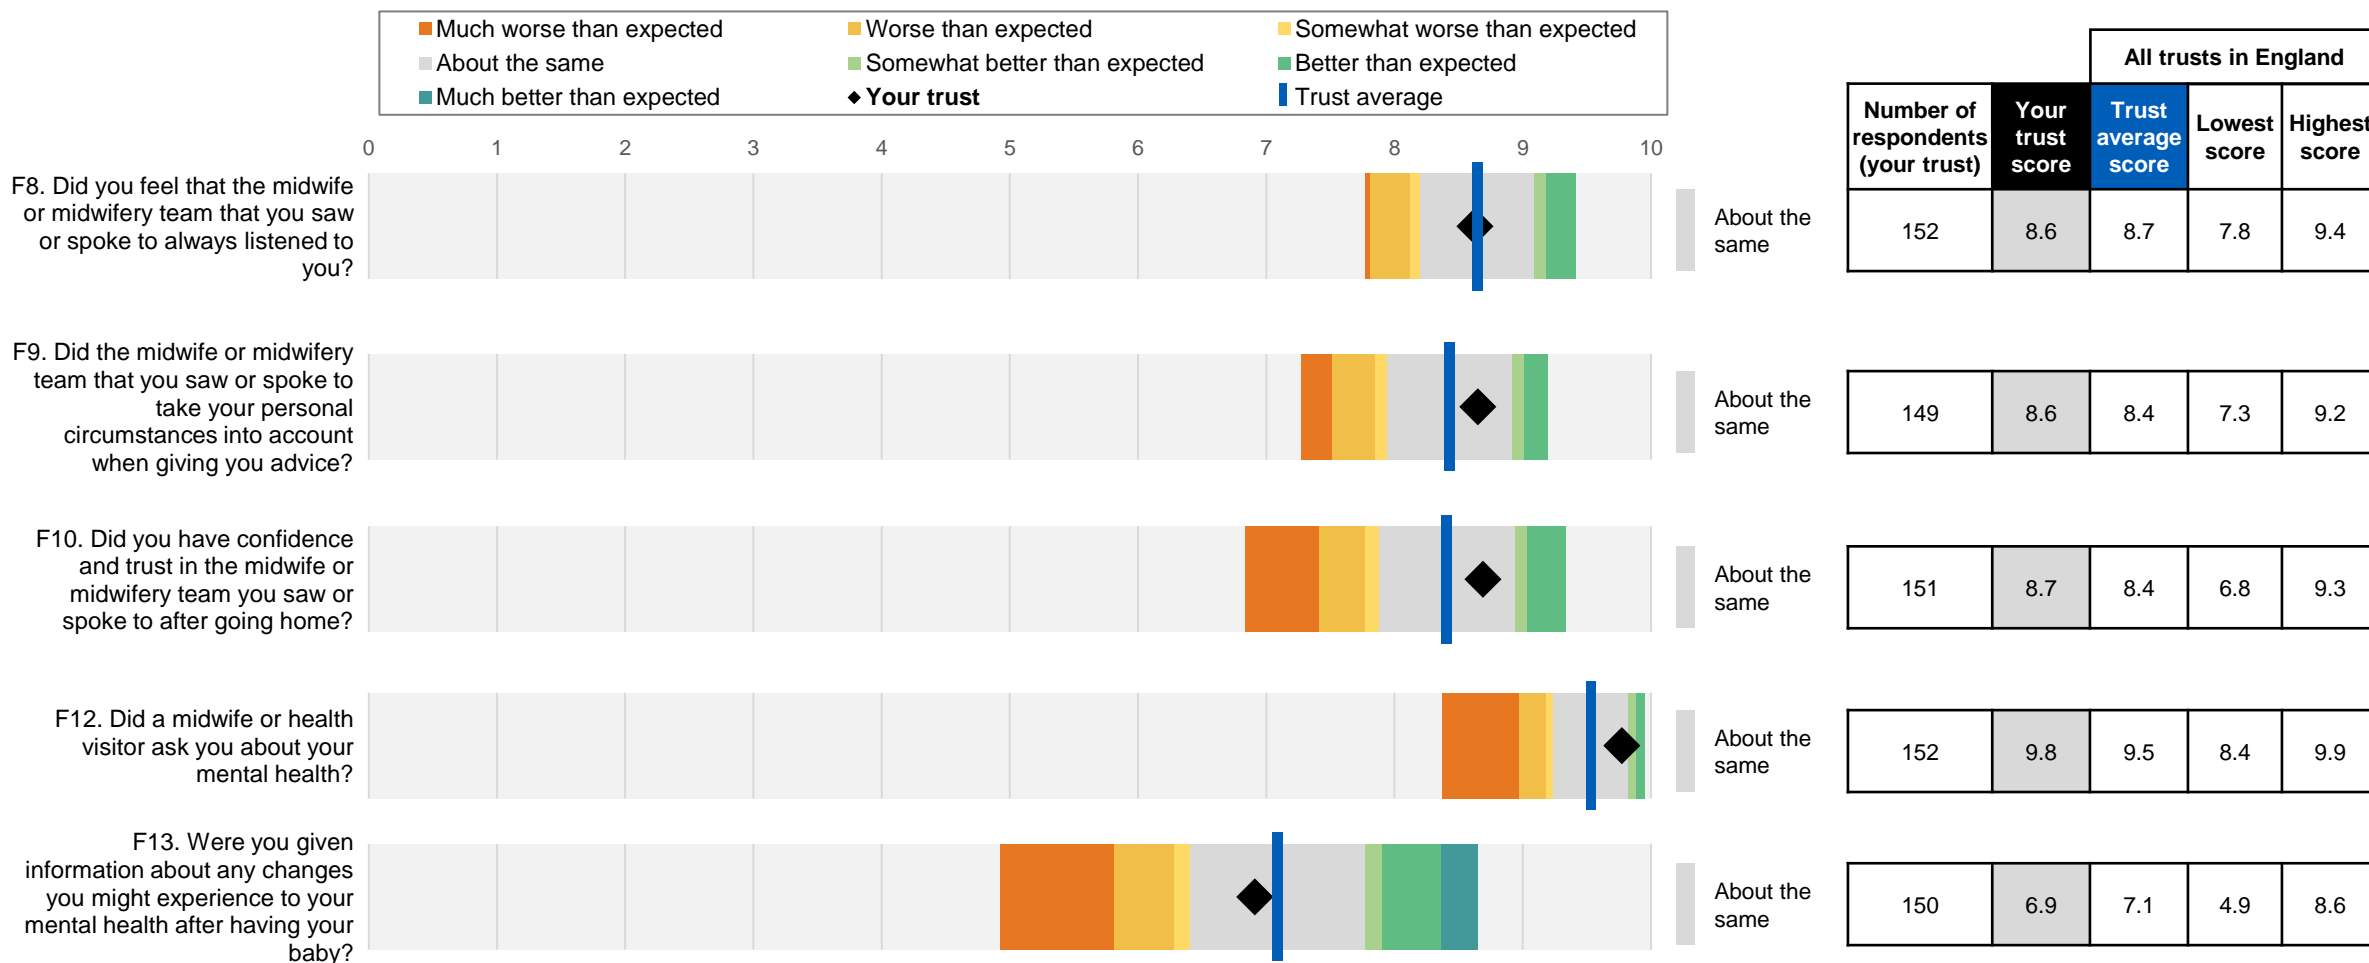 Much worse than expected
Worse than expected
Somewhat worse than expected
About the same
Somewhat better than expected
Better than expected
Much better than expected
Your trust
Trust average
All trusts in England
Number of
respondents
(your trust)
Your
trust
score
Trust
average
score
Lowest
score
Highest
score
0 1 2 3 4 5 6 7 8 9 10
F8. Did you feel that the midwife
or midwifery team that you saw
or spoke to always listened to
you?
About the
same
152 8.6 8.7 7.8 9.4
F9. Did the midwife or midwifery
team that you saw or spoke to
take your personal
circumstances into account
when giving you advice?
About the
same
149 8.6 8.4 7.3 9.2
F10. Did you have confidence
and trust in the midwife or
midwifery team you saw or
spoke to after going home?
About the
same
151 8.7 8.4 6.8 9.3
F12. Did a midwife or health
visitor ask you about your
mental health?
About the
same
152 9.8 9.5 8.4 9.9
F13. Were you given
information about any changes
you might experience to your
mental health after having your
baby?
About the
same
150 6.9 7.1 4.9 8.6